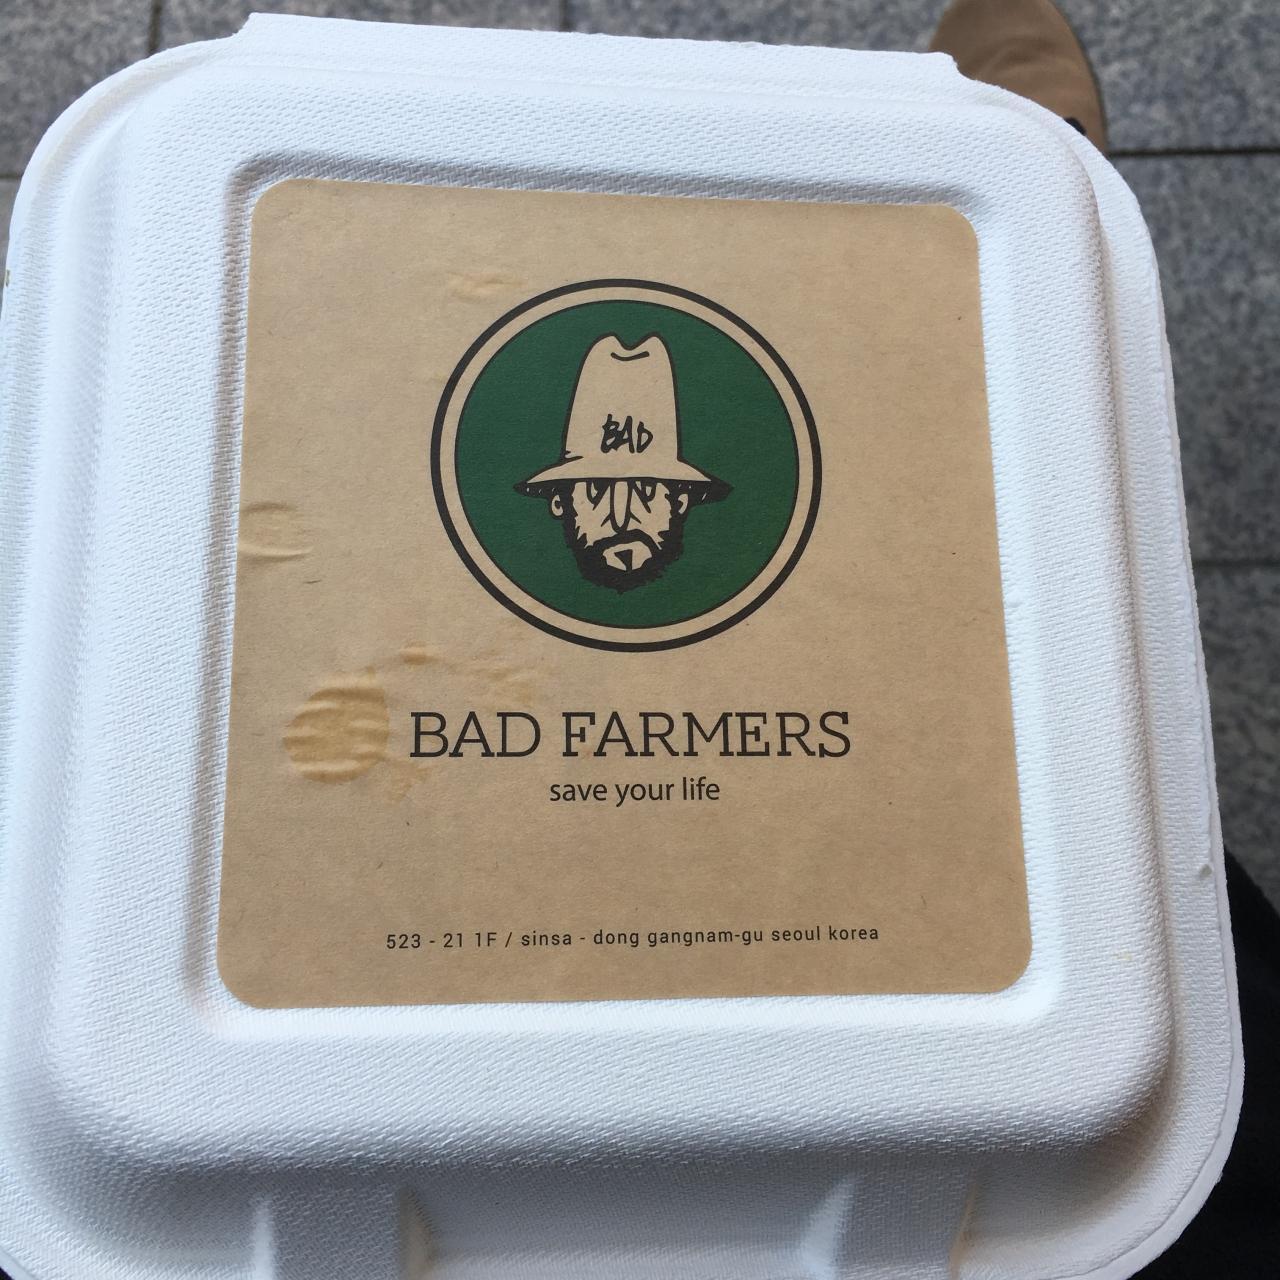 BAD
BAD FARMERS
save your life
523 - 21 1F / sinsa - dong gangnam-gu seoul korea